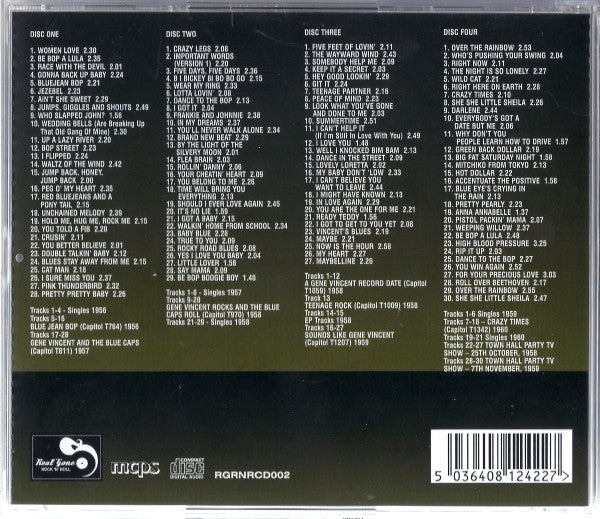 DISC ONE
1. WOMEN LOVE 2.30
2. BE BOP A LULA 2.35
3. RACE WITH THE DEVIL 2.01
4. GONNA BACK UP BABY 2.24
5. BLUEJEAN BOP 2.21
6. JEZEBEL 2.23
7. AIN'T SHE SWEET 2.29
8. JUMPS, GIGGLES AND SHOUTS 2.49
9. WHO SLAPPED JOHN? 1.56
10. WEDDING BELLS (Are Breaking Up
That Old Gang Of Mine) 2.30
11. UP A LAZY RIVER 2.20
12. BOP STREET 2.23
13. I FLIPPED 2.24
14. WALTZ OF THE WIND 2.42
15. JUMP BACK, HONEY,
JUMP BACK 2.00
16. PEG O' MY HEART 2.35
17. RED BLUEJEANS AND A
PONY TAIL 2.15
18. UNCHAINED MELODY 2.39
19. HOLD ME, HUG ME, ROCK ME 2.15
20. YOU TOLD A FIB 2.20
21. CRUSIN' 2.11
22. YOU BETTER BELIEVE 2.01
23. DOUBLE TALKIN' BABY 2.12
24. BLUES STAY AWAY FROM ME 2.15
25. CAT MAN 2.18
26. I SURE MISS YOU 2.37
27. PINK THUNDERBIRD 2.32
28. PRETTY PRETTY BABY 2.26
Tracks 1-4 - Singles 1956
Tracks 5-16
BLUE JEAN BOP (Capitol T764) 1956
Tracks 17-28
GENE VINCENT AND THE BLUE CAPS
(Capitol T811) 1957
DISC TWO
1. CRAZY LEGS 2.08
2. IMPORTANT WORDS
(VERSION 1) 2.20
3. FIVE DAYS, FIVE DAYS 2.36
4. B I BICKEY BI BO BO GO 2.15
5. WEAR MY RING 2.33
6. LOTTA LOVIN' 2.08
7. DANCE TO THE BOP 2.13
8. I GOT IT 2.04
9. FRANKIE AND JOHNNIE 2.38
10. IN MY DREAMS 2.37
11. YOU'LL NEVER WALK ALONE 2.34
12. BRAND NEW BEAT 2.29
13. BY THE LIGHT OF THE
SILVERY MOON 2.01
14. FLEA BRAIN 2.03
15. ROLLIN' DANNY 2.06
16. YOUR CHEATIN' HEART 2.09
17. YOU BELONG TO ME 2.26
18. TIME WILL BRING YOU
EVERYTHING 2.13
19. SHOULD I EVER LOVE AGAIN 2.45
20. IT'S NO LIE 1.59
21. I GOT A BABY 2.15
22. WALKIN' HOME FROM SCHOOL 2.34
23. BABY BLUE 2.28
24. TRUE TO YOU 2.09
25. ROCKY ROAD BLUES 2.08
26. YES I LOVE YOU BABY 2.04
27. LITTLE LOVER 1.56
28. SAY MAMA 2.09
29. BE BOP BOOGIE BOY 1.46
Tracks 1-8 - Singles 1957
Tracks 9-20
GENE VINCENT ROCKS AND THE BLUE
CAPS ROLL (Capitol T970) 1958
Tracks 21-29 - Singles 1958
DISC THREE
1. FIVE FEET OF LOVIN' 2.11
2. THE WAYWARD WIND 2.43
3. SOMEBODY HELP ME 2.09
4. KEEP IT A SECRET 2.03
5. HEY GOOD LOOKIN' 2.29
6. GIT IT 2.24
7. TEENAGE PARTNER 2.16
8. PEACE OF MIND 2.23
9. LOOK WHAT YOU'VE GONE
AND DONE TO ME 2.03
10. SUMMERTIME 2.51
11. I CAN'T HELP IT
(If I'm Still In Love With You) 2.49
12. I LOVE YOU 1.48
13. WELL I KNOCKED BIM BAM 2.13
14. DANCE IN THE STREET 2.09
15. LOVELY LORETTA 2.02
16. MY BABY DON'T LOW 2.33
17. I CAN'T BELIEVE YOU
WANT TO LEAVE 2.44
18. I MIGHT HAVE KNOWN 2.13
19. IN LOVE AGAIN 2.29
20. YOU ARE THE ONE FOR ME 2.21
21. READY TEDDY 1.56
22. I GOT TO GET TO YOU YET 2.06
23. VINCENT'S BLUES 2.19
24. MAYBE 2.21
25. NOW IS THE HOUR 2.58
26. MY HEART 1.27
27. MAYBELLINE 2.26
Tracks 1-12
A GENE VINCENT RECORD DATE (Capitol
T1059) 1958
Track 13
TEENAGE ROCK (Capitol T1009) 1958
Tracks 14-15
EP Tracks 1958
Tracks 16-27
SOUNDS LIKE GENE VINCENT
(Capitol T1207) 1959
DISC FOUR
1. OVER THE RAINBOW 2.53
2. WHO'S PUSHING YOUR SWING 2.04
3. RIGHT NOW 2.11
4. THE NIGHT IS SO LONELY 2.27
5. WILD CAT 2.21
6. RIGHT HERE ON EARTH 2.28
7. CRAZY TIMES 2.10
8. SHE SHE LITTLE SHEILA 2.26
9. DARLENE 2.44
10. EVERYBODY'S GOT A
DATE BUT ME 2.06
11. WHY DON'T YOU
PEOPLE LEARN HOW TO DRIVE 1.57
12. GREEN BACK DOLLAR 2.19
13. BIG FAT SATURDAY NIGHT 1.58
14. MITCHIKO FROM TOKYO 2.13
15. HOT DOLLAR 2.22
16. ACCENTUATE THE POSITIVE 1.58
17. BLUE EYE'S CRYING IN
THE RAIN 2.13
18. PRETTY PEARLY 2.23
19. ANNA ANNABELLE 1.37
20. PISTOL PACKIN' MAMA 2.07
21. WEEPING WILLOW 2.37
22. BE BOP A LULA 2.48
23. HIGH BLOOD PRESSURE 3.25
24. RIP IT UP 2.03
25. DANCE TO THE BOP 2.27
26. YOU WIN AGAIN 2.52
27. FOR YOUR PRECIOUS LOVE 3.01
28. ROLL OVER BEETHOVEN 2.17
29. OVER THE RAINBOW 2.55
30. SHE SHE LITTLE SHEILA 2.47
Tracks 1-6 Singles 1959
Tracks 7-18 - CRAZY TIMES
(Capitol T1342) 1960
Tracks 19-21 Singles 1960
Tracks 22-27 TOWN HALL PARTY TV
SHOW - 25TH OCTOBER, 1958
Tracks 28-30 TOWN HALL PARTY TV
SHOW - 7TH NOVEMBER, 1959
Real Gone
ROCK 'N' ROLL
mcps
COMPACT
disc
DIGITAL AUDIO
RGRNRCD002
5 036408 124227 >